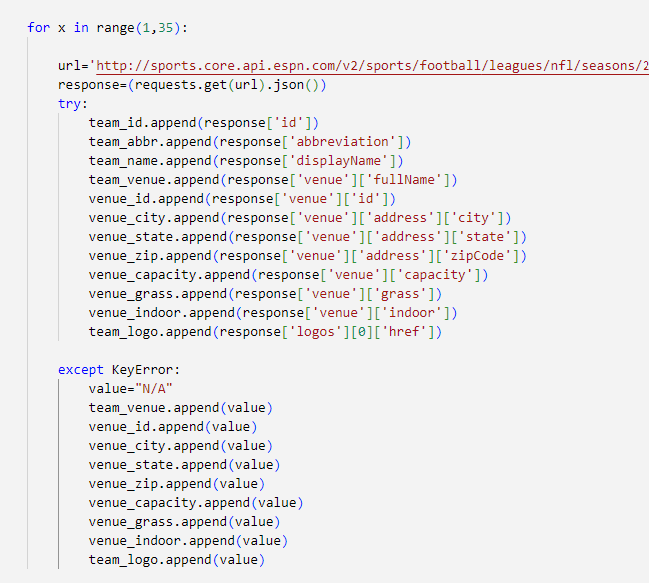 for x in range(1,35):
url='http://sports.core.api.espn.com/v2/sports/football/leagues/nfl/seasons/2
response=(requests.get(url).json())
try:
team_id.append(response['id'])
team_abbr.append(response['abbreviation'])
team_name.append(response['displayName'])
team_venue.append(response['venue']['fullName'])
venue_id.append(response['venue']['id'])
venue_city.append(response['venue']['address']['city'])
venue_state.append(response['venue']['address']['state'])
venue_zip.append(response['venue']['address']['zipCode'])
venue_capacity.append(response['venue']['capacity'])
venue_grass.append(response['venue']['grass'])
venue_indoor.append(response['venue']['indoor'])
team_logo.append(response['logos'][0]['href'])
except KeyError:
value="N/A"
team_venue.append(value)
venue_id.append(value)
venue_city.append(value)
venue_state.append(value)
venue_zip.append(value)
venue_capacity.append(value)
venue_grass.append(value)
venue_indoor.append(value)
team_logo.append(value)